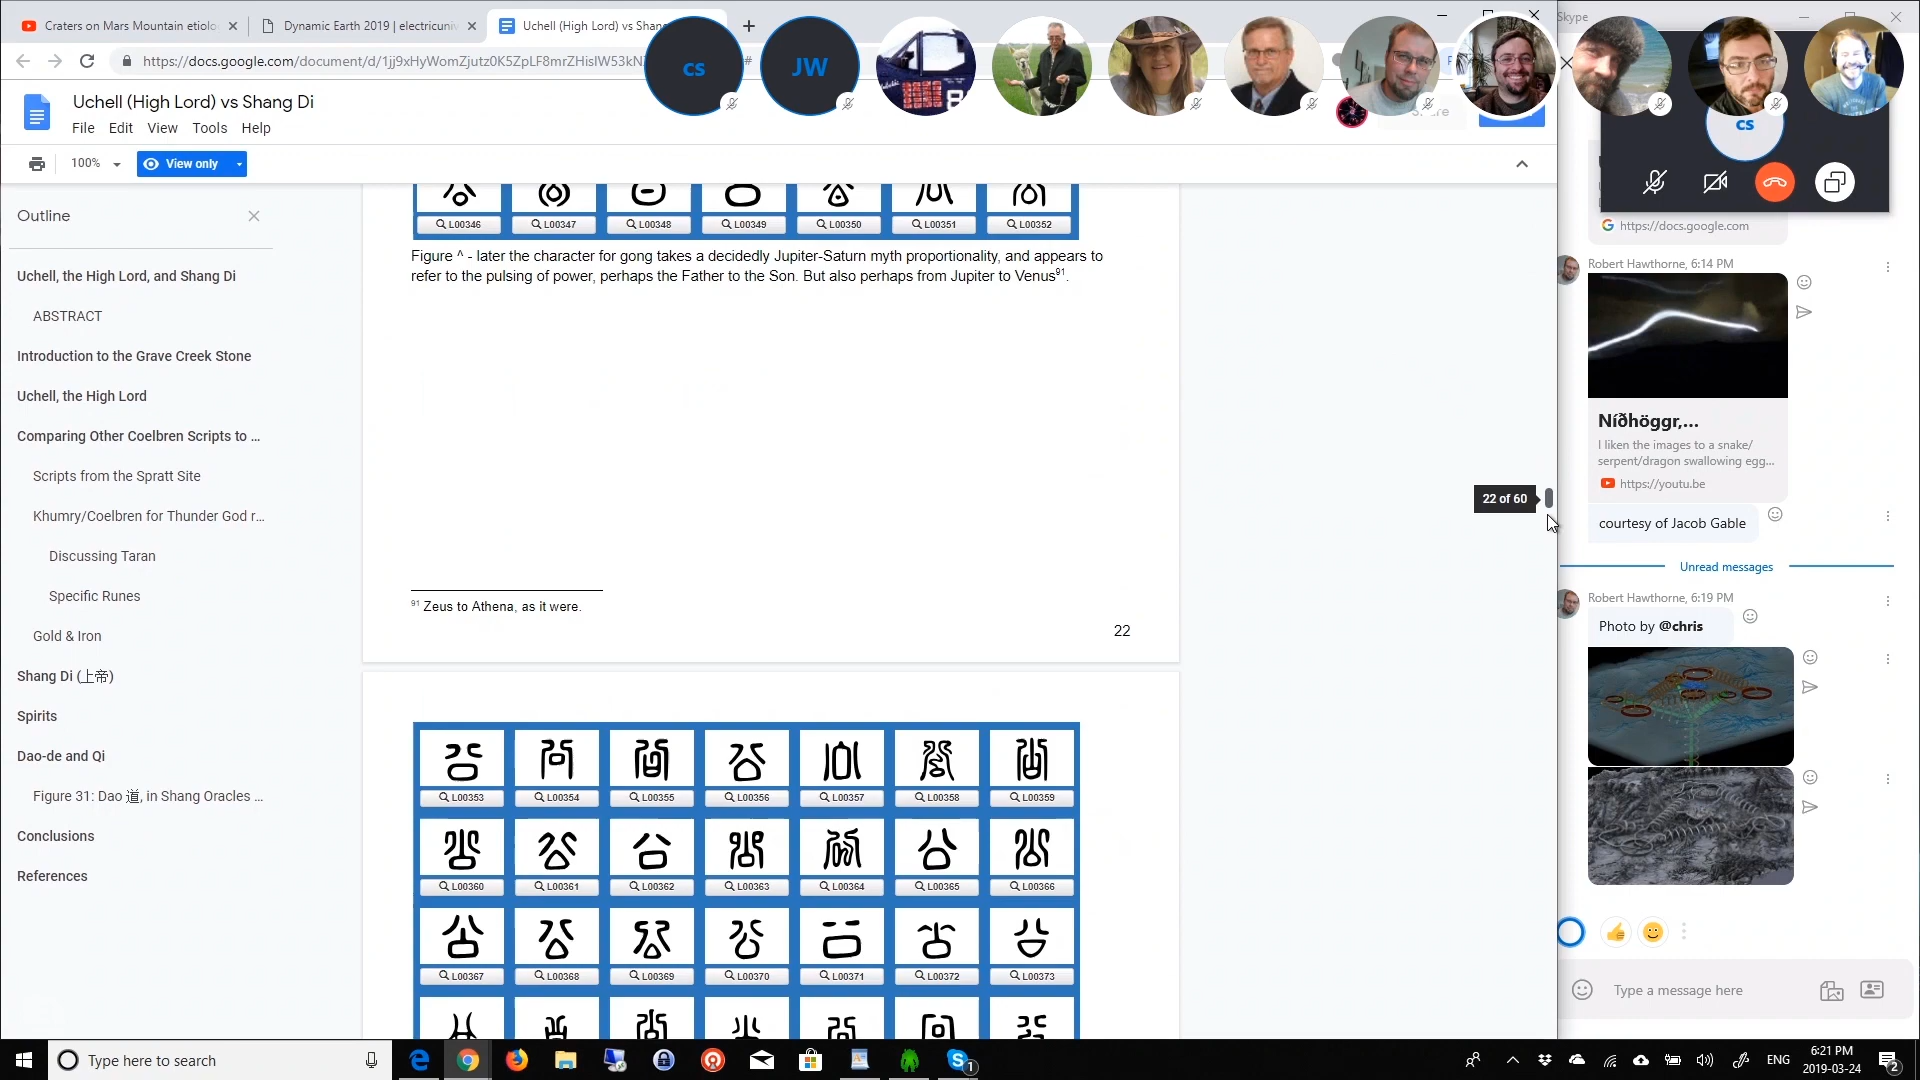 Craters on Mars Mountain etiolo
Dynamic Earth 2019 | electricuniv
Uchell (High Lord) vs Shang
Skype
https://docs.google.com/document/d/1jj9xHyWomZjutz0K5ZpLF8mrZHisIW53kN
CS
JW
Uchell (High Lord) vs Shang Di
File Edit View Tools Help
Share
CS
100%
View only
Outline
Uchell, the High Lord, and Shang Di
ABSTRACT
Introduction to the Grave Creek Stone
Uchell, the High Lord
Comparing Other Coelbren Scripts to ...
Scripts from the Spratt Site
Khumry/Coelbren for Thunder God r...
Discussing Taran
Specific Runes
Gold & Iron
Shang Di (上帝)
Spirits
Dao-de and Qi
Figure 31: Dao 道, in Shang Oracles ...
Conclusions
References
L00346 L00347 L00348 L00349 L00350 L00351 L00352
Figure ^ - later the character for gong takes a decidedly Jupiter-Saturn myth proportionality, and appears to
refer to the pulsing of power, perhaps the Father to the Son. But also perhaps from Jupiter to Venus91.
22 of 60
91 Zeus to Athena, as it were.
22
L00353 L00354 L00355 L00356 L00357 L00358 L00359
L00360 L00361 L00362 L00363 L00364 L00365 L00366
L00367 L00368 L00369 L00370 L00371 L00372 L00373
https://docs.google.com
Robert Hawthorne, 6:14 PM
Níðhöggr,...
I liken the images to a snake/
serpent/dragon swallowing egg...
https://youtu.be
courtesy of Jacob Gable
Unread messages
Robert Hawthorne, 6:19 PM
Photo by @chris
Type a message here
Type here to search
1
ENG
6:21 PM
2019-03-24
2